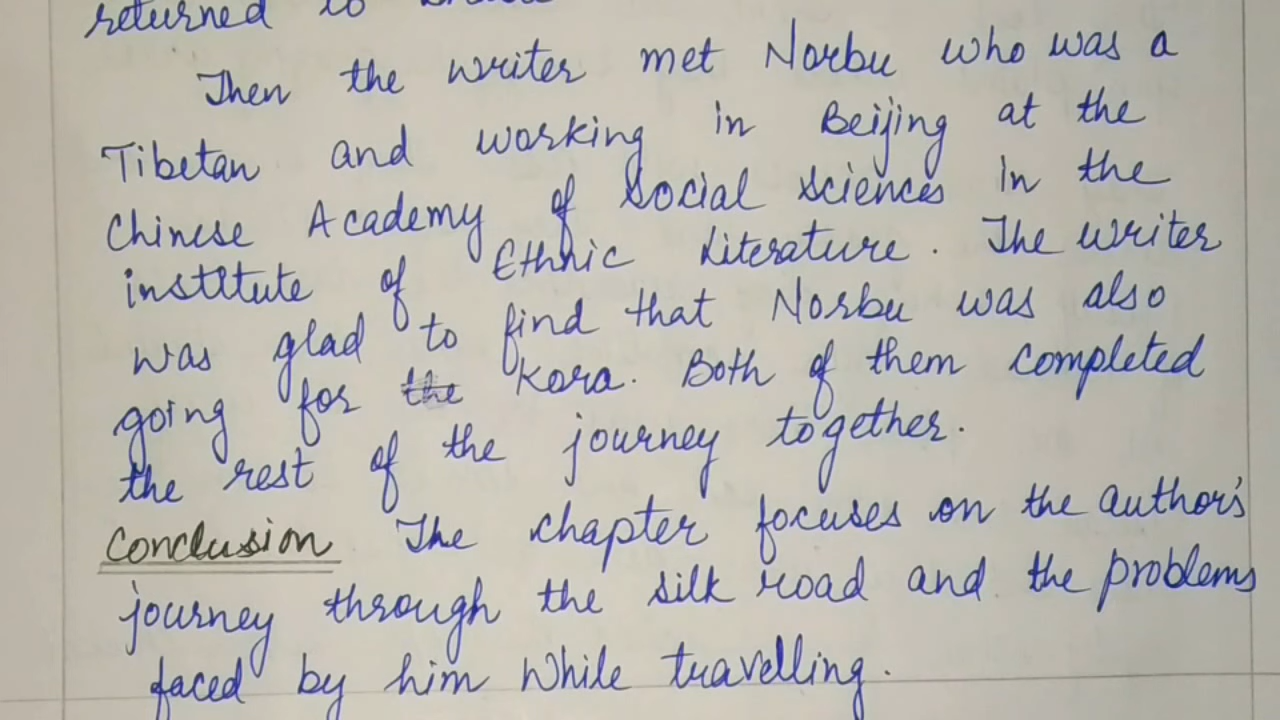 returned to
Then the writer met Norbu who was a
Tibetan and working in Beijing at the
Chinese Academy of Social Sciences in the
institute of Ethnic Literature. The writer
was glad to find that Norbu was also
going for the Kora. Both of them completed
the rest of the journey together.
Conclusion The chapter focuses on the author's
journey through the silk road and the problems
faced by him while travelling.